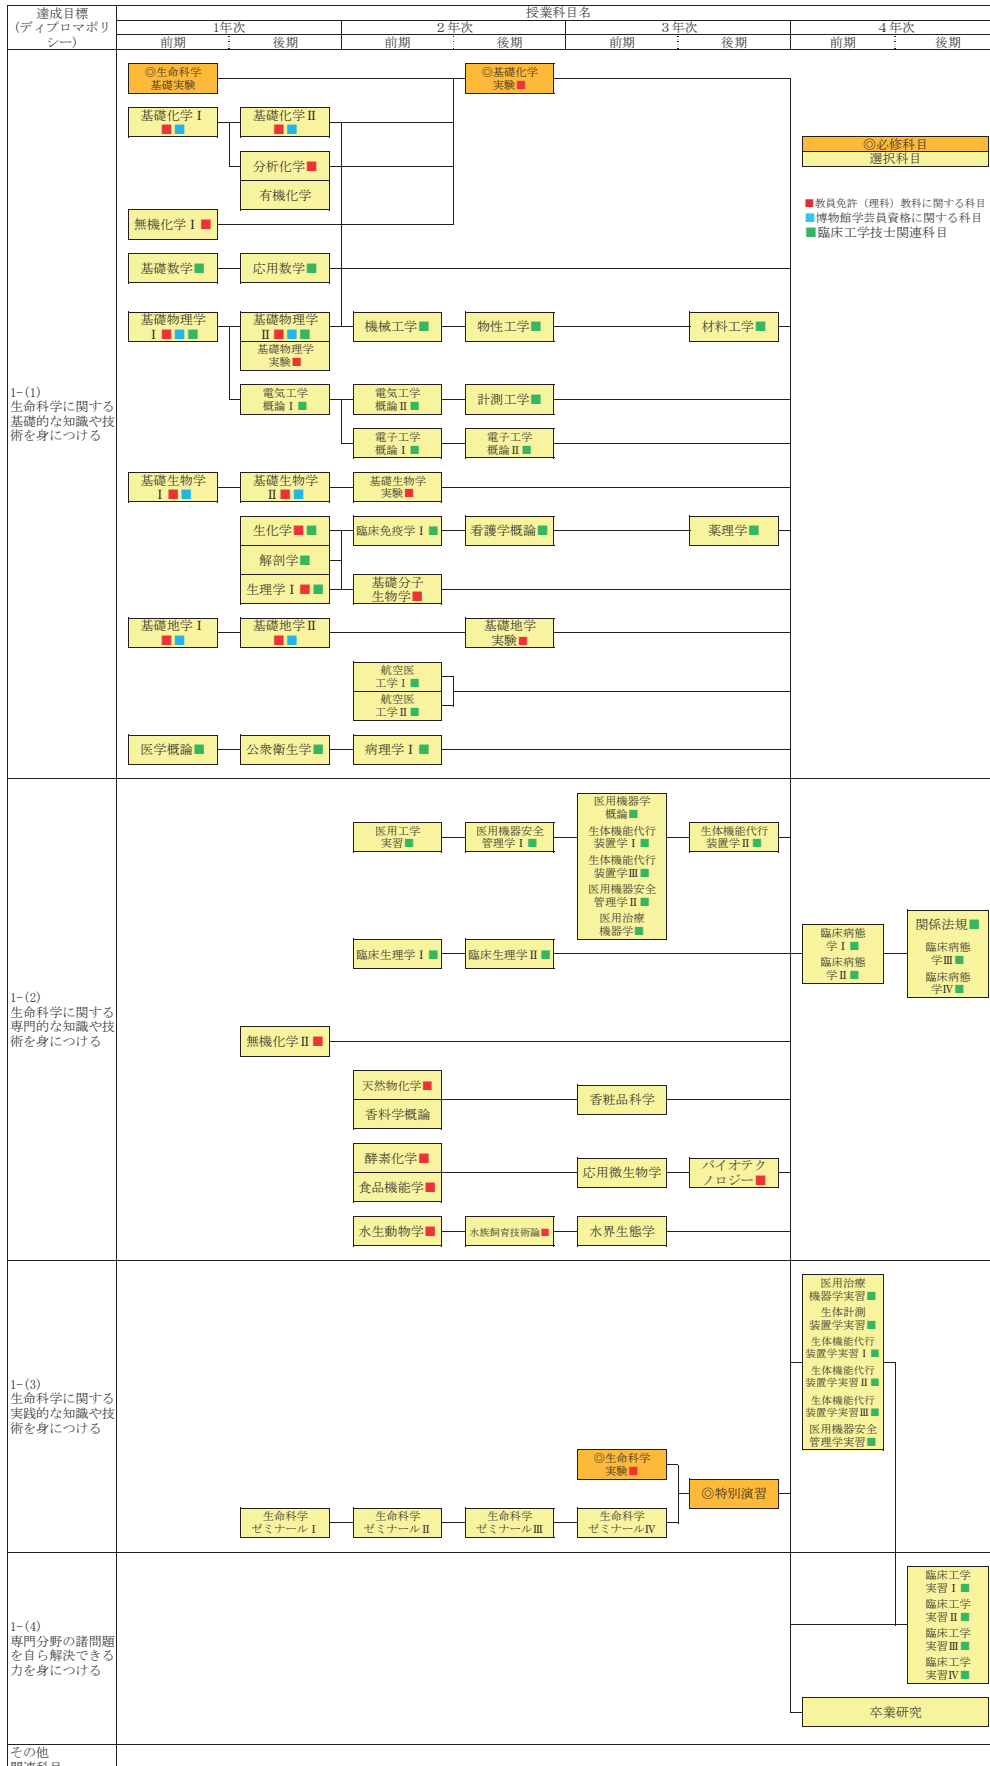 達成目標
(ディプロマポリ
シー)
授業科目名
1年次
2年次
3年次
4年次
前期
後期
前期
後期
前期
後期
前期
後期
1-(1)
生命科学に関する
基礎的な知識や技
術を身につける
◎生命科学
基礎実験
◎基礎化学
実験■
基礎化学Ⅰ
■■
基礎化学Ⅱ
■■
分析化学■
有機化学
無機化学Ⅰ■
基礎数学■
応用数学■
基礎物理学
Ⅰ■■■
基礎物理学
Ⅱ■■■
基礎物理学
実験■
機械工学■
物性工学■
材料工学■
電気工学
概論Ⅰ■
電気工学
概論Ⅱ■
計測工学■
電子工学
概論Ⅰ■
電子工学
概論Ⅱ■
基礎生物学
Ⅰ■■
基礎生物学
Ⅱ■■
基礎生物学
実験■
生化学■■
解剖学■
生理学Ⅰ■■
臨床免疫学Ⅰ■
看護学概論■
薬理学■
基礎分子
生物学■
基礎地学Ⅰ
■■
基礎地学Ⅱ
■■
基礎地学
実験■
航空医
工学Ⅰ■
航空医
工学Ⅱ■
医学概論■
公衆衛生学■
病理学Ⅰ■
◎必修科目
選択科目
■教員免許（理科）教科に関する科目
■博物館学芸員資格に関する科目
■臨床工学技士関連科目
1-(2)
生命科学に関する
専門的な知識や技
術を身につける
医用工学
実習■
医用機器安全
管理学Ⅰ■
医用機器学
概論■
生体機能代行
装置学Ⅰ■
生体機能代行
装置学Ⅲ■
医用機器安全
管理学Ⅱ■
医用治療
機器学■
生体機能代行
装置学Ⅱ■
臨床生理学Ⅰ■
臨床生理学Ⅱ■
臨床病態
学Ⅰ■
臨床病態
学Ⅱ■
関係法規■
臨床病態
学Ⅲ■
臨床病態
学Ⅳ■
無機化学Ⅱ■
天然物化学■
香料学概論
香粧品科学
酵素化学■
食品機能学■
応用微生物学
バイオテク
ノロジー■
水生動物学■
水族飼育技術論■
水界生態学
1-(3)
生命科学に関する
実践的な知識や技
術を身につける
医用治療
機器学実習■
生体計測
装置学実習■
生体機能代行
装置学実習Ⅰ■
生体機能代行
装置学実習Ⅱ■
生体機能代行
装置学実習Ⅲ■
医用機器安全
管理学実習■
◎生命科学
実験■
◎特別演習
生命科学
ゼミナールⅠ
生命科学
ゼミナールⅡ
生命科学
ゼミナールⅢ
生命科学
ゼミナールⅣ
1-(4)
専門分野の諸問題
を自ら解決できる
力を身につける
臨床工学
実習Ⅰ■
臨床工学
実習Ⅱ■
臨床工学
実習Ⅲ■
臨床工学
実習Ⅳ■
卒業研究
その他